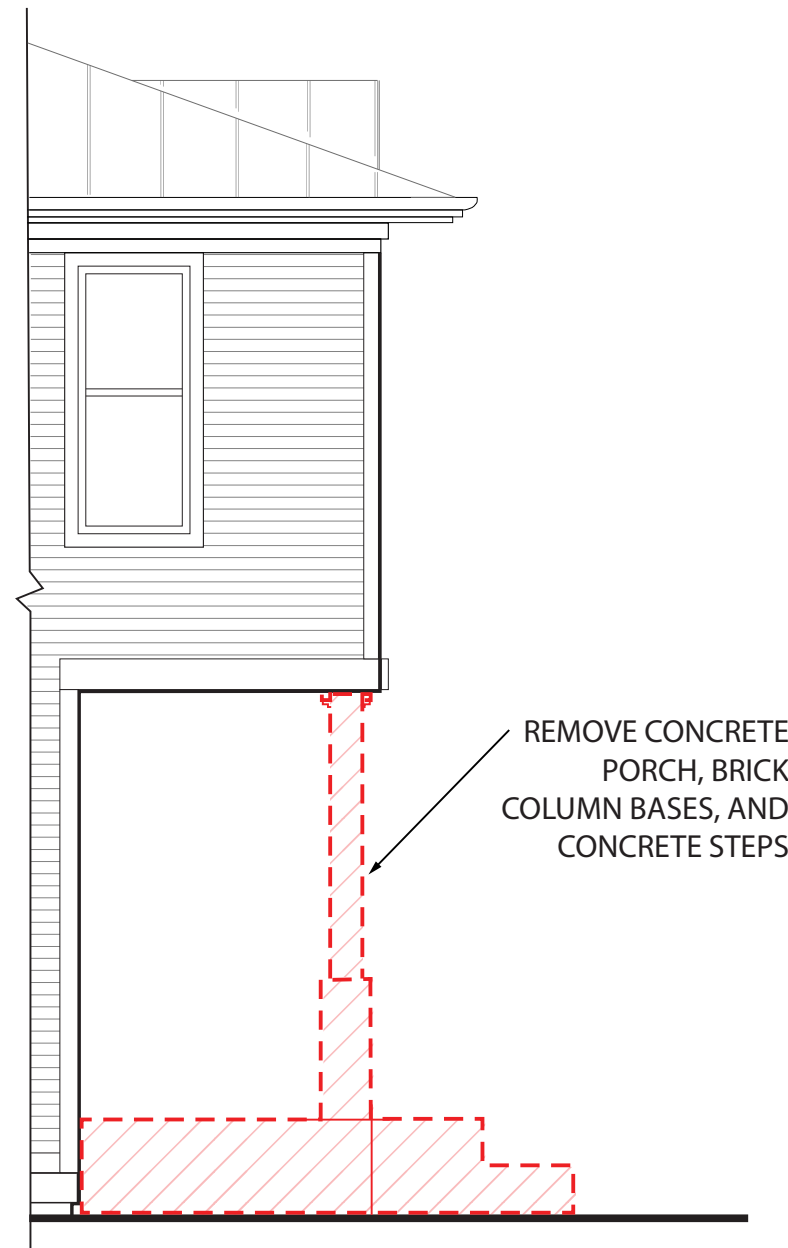 REMOVE CONCRETE
PORCH, BRICK
COLUMN BASES, AND
CONCRETE STEPS